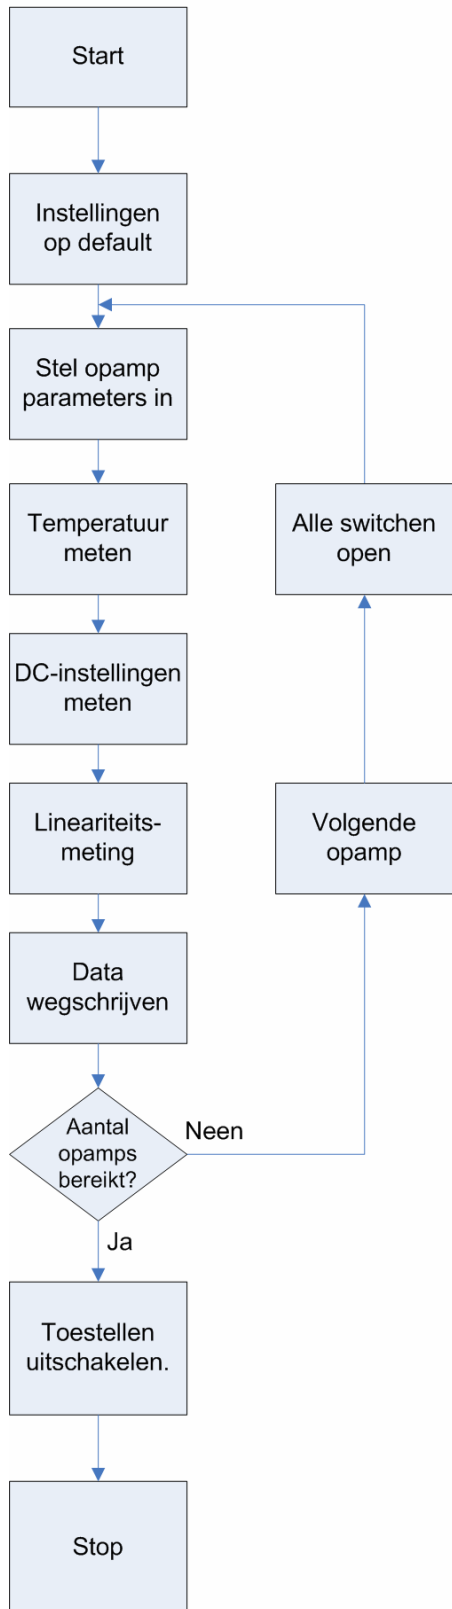 Start
Instellingen
op default
Stel opamp
parameters in
Temperatuur
meten
Alle switchen
open
DC-instellingen
meten
Lineariteits-
meting
Volgende
opamp
Data
wegschrijven
Aantal
opamps
bereikt?
Neen
Ja
Toestellen
uitschakelen.
Stop